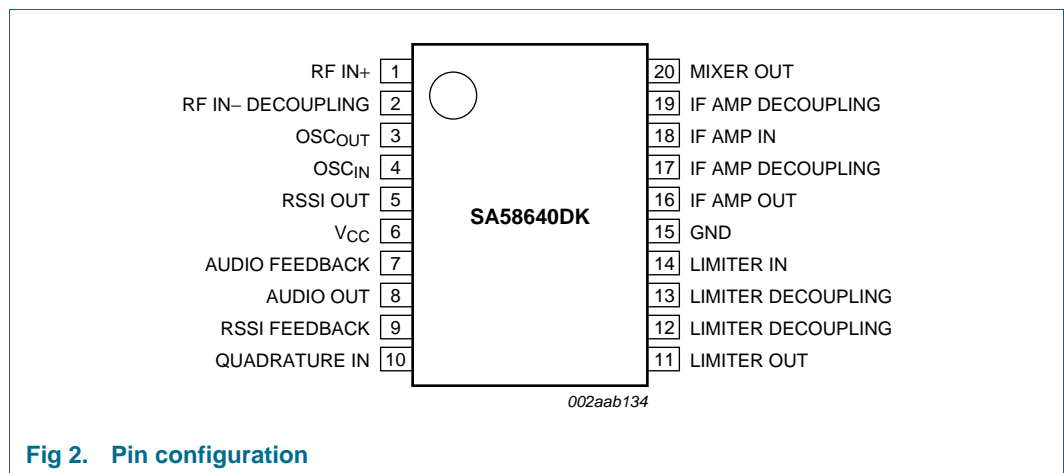 RF IN+ 1
RF IN− DECOUPLING 2
OSCOUT 3
OSCIN 4
RSSI OUT 5
VCC 6
AUDIO FEEDBACK 7
AUDIO OUT 8
RSSI FEEDBACK 9
QUADRATURE IN 10
SA58640DK
20 MIXER OUT
19 IF AMP DECOUPLING
18 IF AMP IN
17 IF AMP DECOUPLING
16 IF AMP OUT
15 GND
14 LIMITER IN
13 LIMITER DECOUPLING
12 LIMITER DECOUPLING
11 LIMITER OUT
002aab134
Fig 2. Pin configuration